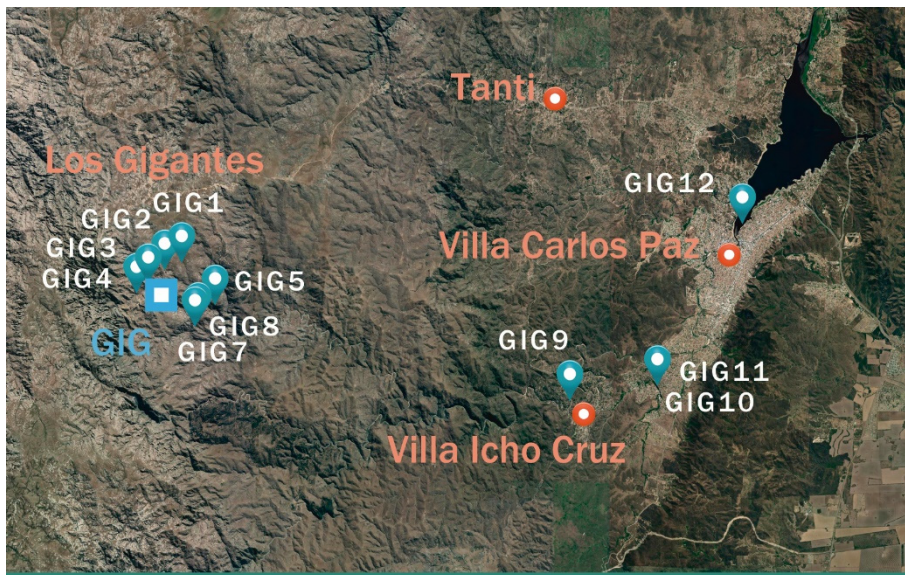 Tanti
Los Gigantes
GIG12
GIG1
GIG2
GIG3
Villa Carlos Paz
GIG4
GIG5
GIG8
GIG
GIG7
GIG9
GIG11
GIG10
Villa Icho Cruz